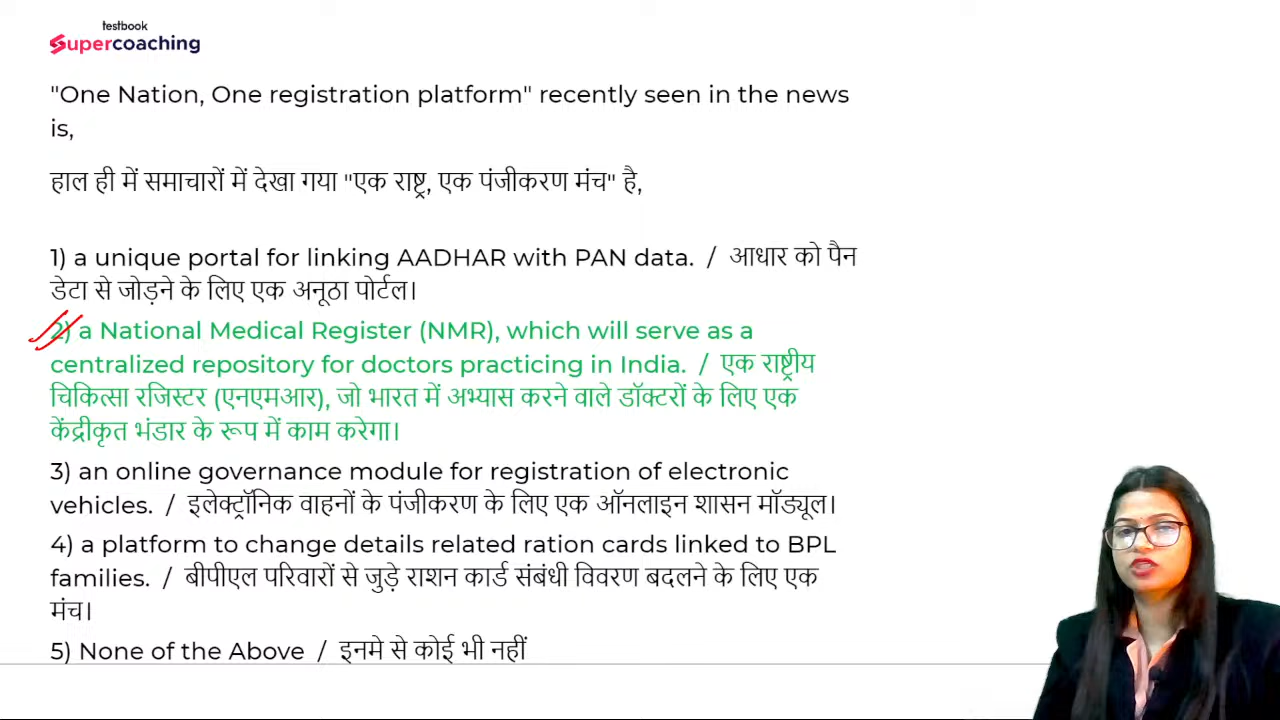 testbook
Supercoaching
"One Nation, One registration platform" recently seen in the news
is,
हाल ही में समाचारों में देखा गया "एक राष्ट्र, एक पंजीकरण मंच" है,
1) a unique portal for linking AADHAR with PAN data. / आधार को पैन
डेटा से जोड़ने के लिए एक अनूठा पोर्टल।
2) a National Medical Register (NMR), which will serve as a
centralized repository for doctors practicing in India. / एक राष्ट्रीय
चिकित्सा रजिस्टर (एनएमआर), जो भारत में अभ्यास करने वाले डॉक्टरों के लिए एक
केंद्रीकृत भंडार के रूप में काम करेगा।
3) an online governance module for registration of electronic
vehicles. / इलेक्ट्रॉनिक वाहनों के पंजीकरण के लिए एक ऑनलाइन शासन मॉड्यूल।
4) a platform to change details related ration cards linked to BPL
families. / बीपीएल परिवारों से जुड़े राशन कार्ड संबंधी विवरण बदलने के लिए एक
मंच।
5) None of the Above / इनमे से कोई भी नहीं